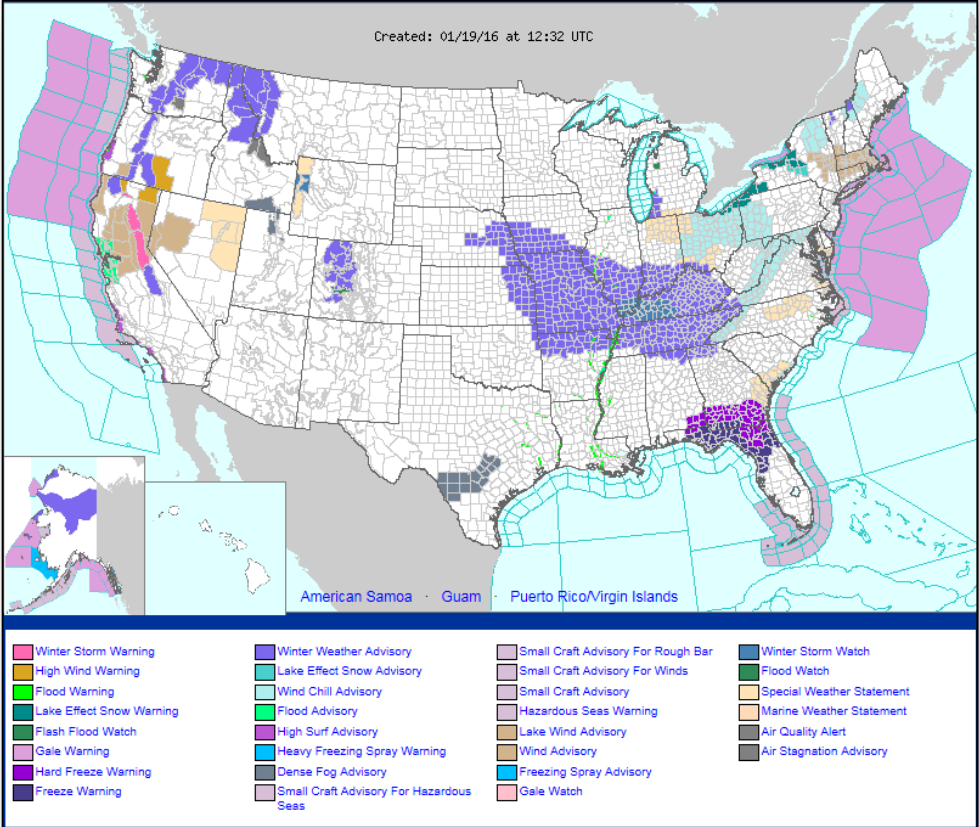 Created: 01/19/16 at 12:32 UTC
American Samoa · Guam · Puerto Rico/Virgin Islands
Winter Storm Warning
High Wind Warning
Flood Warning
Lake Effect Snow Warning
Flash Flood Watch
Gale Warning
Hard Freeze Warning
Freeze Warning
Winter Weather Advisory
Lake Effect Snow Advisory
Wind Chill Advisory
Flood Advisory
High Surf Advisory
Heavy Freezing Spray Warning
Dense Fog Advisory
Small Craft Advisory For Hazardous
Seas
Small Craft Advisory For Rough Bar
Small Craft Advisory For Winds
Small Craft Advisory
Hazardous Seas Warning
Lake Wind Advisory
Wind Advisory
Freezing Spray Advisory
Gale Watch
Winter Storm Watch
Flood Watch
Special Weather Statement
Marine Weather Statement
Air Quality Alert
Air Stagnation Advisory